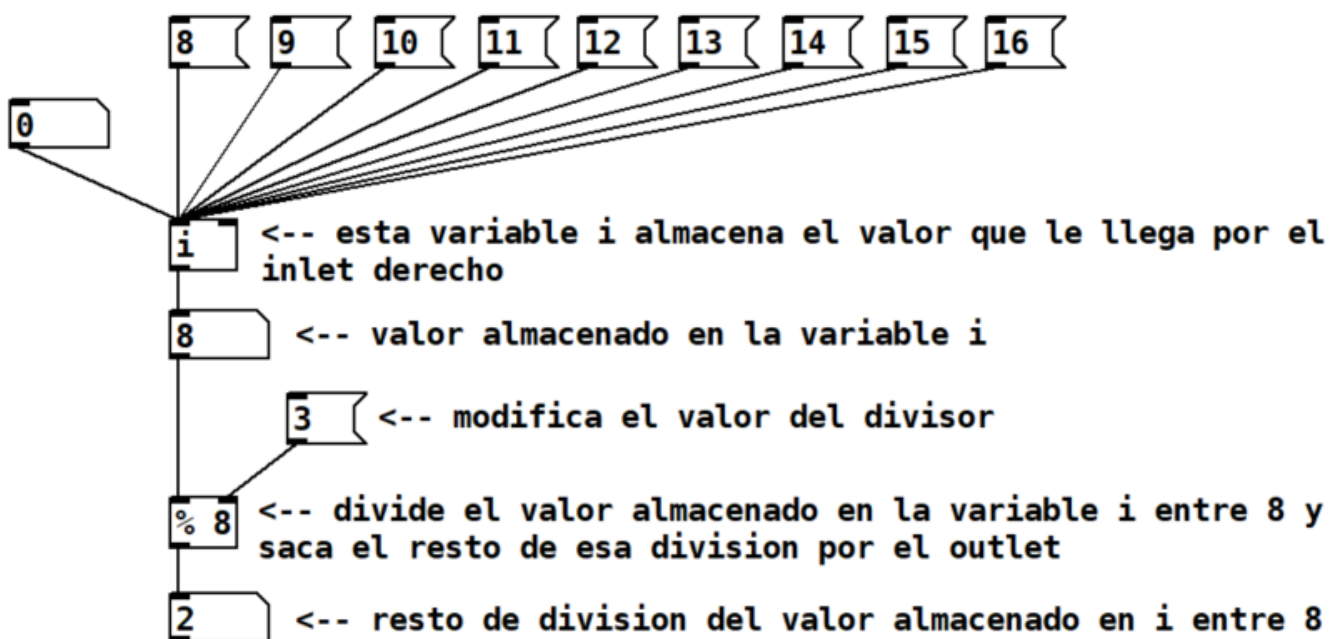 8 9 10 11 12 13 14 15 16
0
i <-- esta variable i almacena el valor que le llega por el
inlet derecho
8 <-- valor almacenado en la variable i
3 <-- modifica el valor del divisor
% 8 <-- divide el valor almacenado en la variable i entre 8 y
saca el resto de esa division por el outlet
2 <-- resto de division del valor almacenado en i entre 8